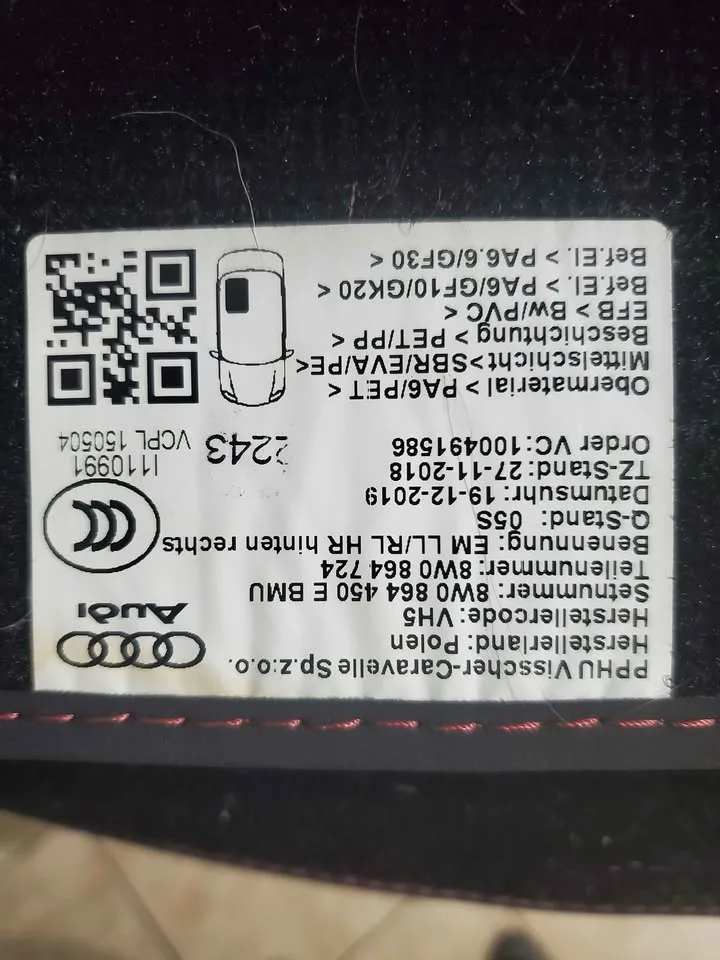 PPHU Visscher-Caravelle Sp.z.o.o.
Herstellerland: Polen
Herstellercode: VH5
Setnummer: 8W0 864 450 E BMU
Teilenummer: 8W0 864 724
Benennung: EM LL/RL HR hinten rechts
Q-Stand: 05S
Datumsuhr: 19-12-2019
TZ-Stand: 27-11-2018
Order VC:100491586
Audi
CCC
I110991
VCPL 150504
2243
Obermaterial > PA6/PET <
Mittelschicht>SBR/EVA/PE<
Beschichtung > PET/PP <
EFB > Bw/PVC <
Bef.El. > PA6/GF10/GK20 <
Bef.El. > PA6.6/GF30 <